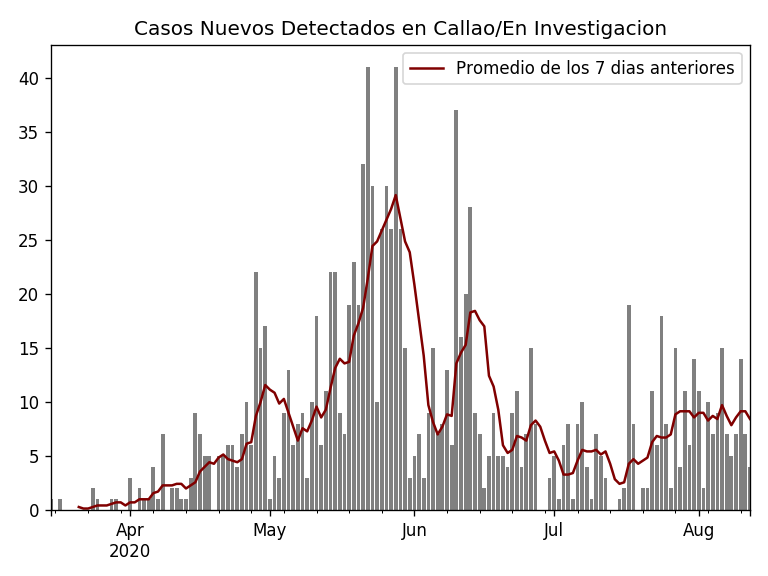 Casos Nuevos Detectados en Callao/En Investigacion
Promedio de los 7 dias anteriores
40
35
30
25
20
15
10
5
0
Apr
2020
May
Jun
Jul
Aug